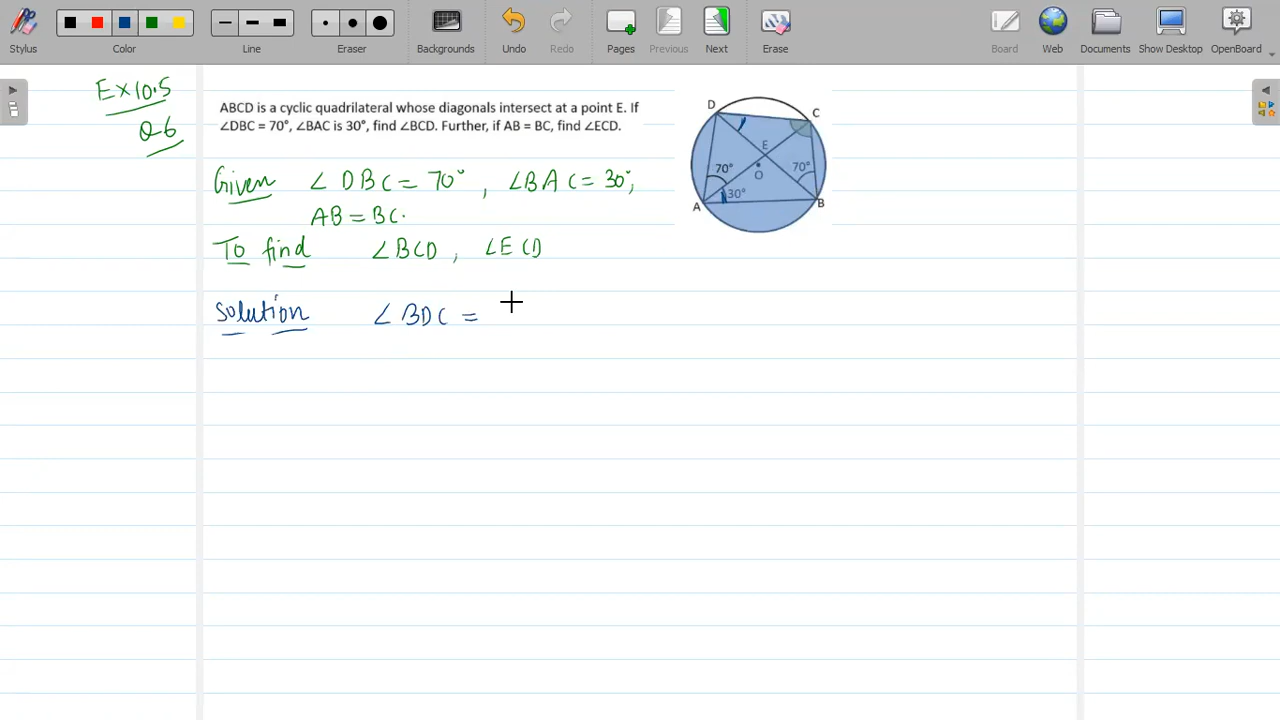 Stylus
Color
Line
Eraser
Backgrounds
Undo
Redo
Pages
Previous
Next
Erase
Board
Web
Documents
Show Desktop
OpenBoard
Ex 10.5
Q6
ABCD is a cyclic quadrilateral whose diagonals intersect at a point E. If
∠DBC = 70°, ∠BAC is 30°, find ∠BCD. Further, if AB = BC, find ∠ECD.
Given ∠DBC = 70°, ∠BAC = 30°,
AB = BC.
To find ∠BCD, ∠ECD
Solution ∠BDC =
D
C
E
70°
70°
O
30°
A
B